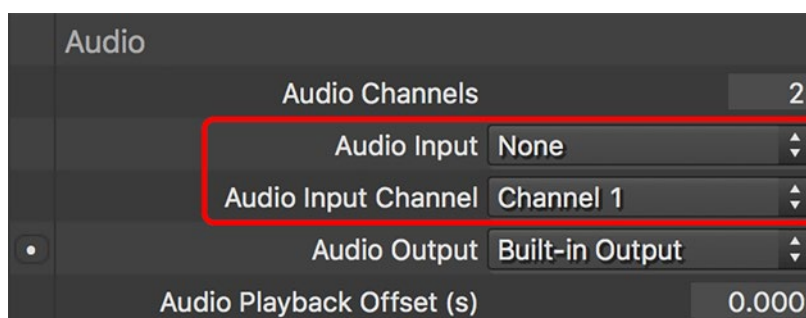 Audio
Audio Channels 2
Audio Input None
Audio Input Channel Channel 1
Audio Output Built-in Output
Audio Playback Offset (s) 0.000